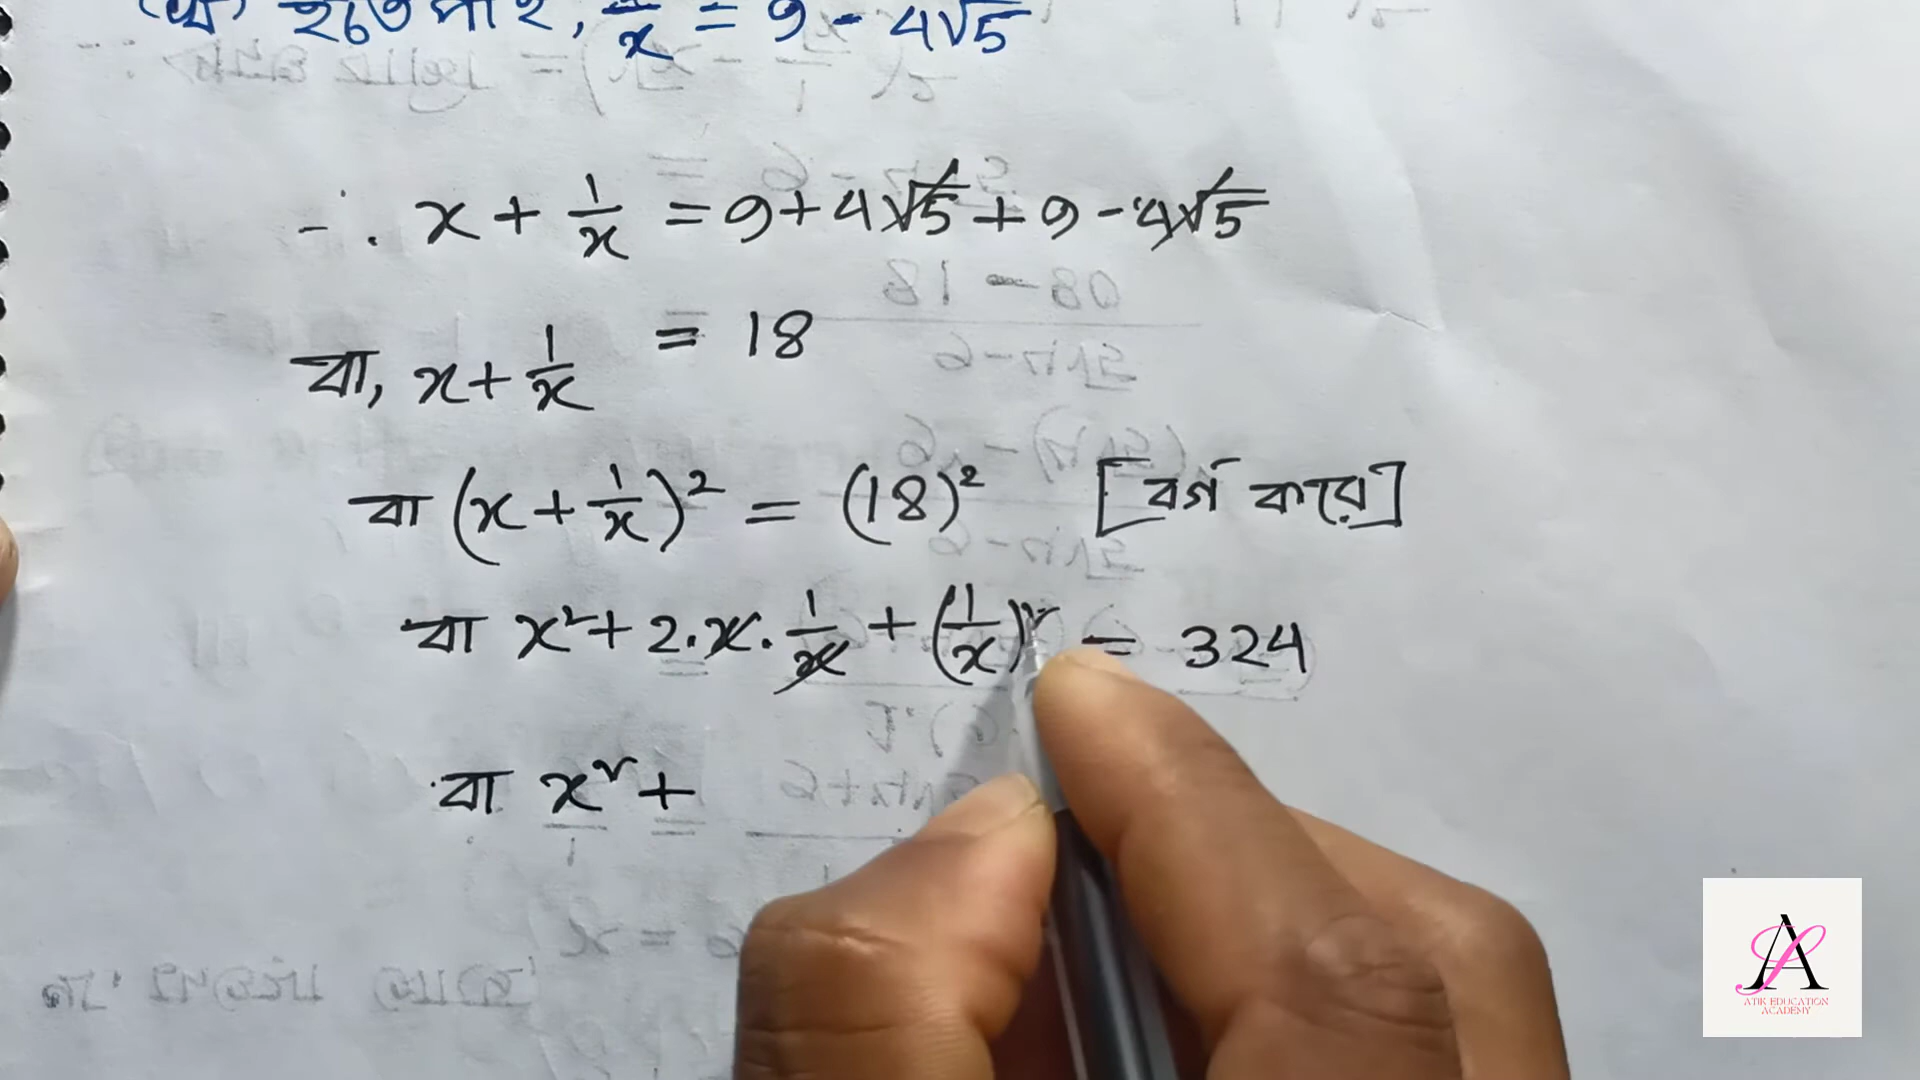 (খ) হতে পাই, 1/x = 9 - 4√5
∴ x + 1/x = 9 + 4√5 + 9 - 4√5
বা, x + 1/x = 18
বা (x + 1/x)² = (18)² [বর্গ করে]
বা x² + 2·x·1/x + (1/x)² = 324
বা x² +
ATIK EDUCATION
ACADEMY